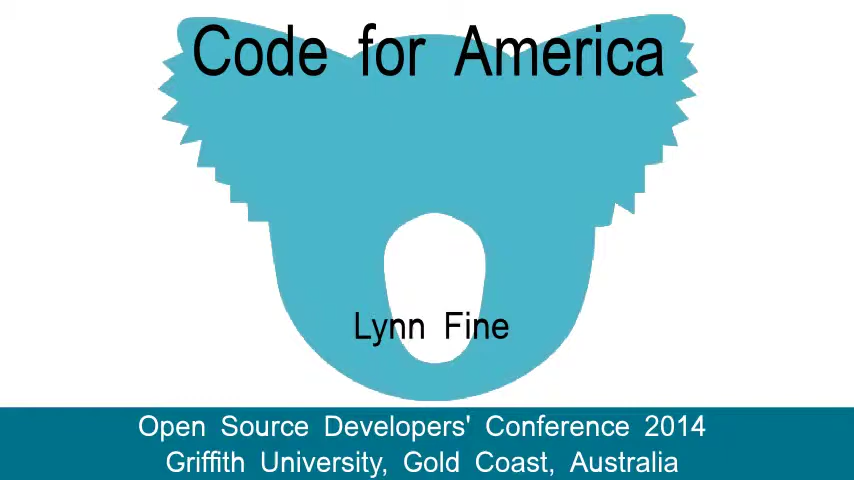 Code for America
Lynn Fine
Open Source Developers' Conference 2014
Griffith University, Gold Coast, Australia